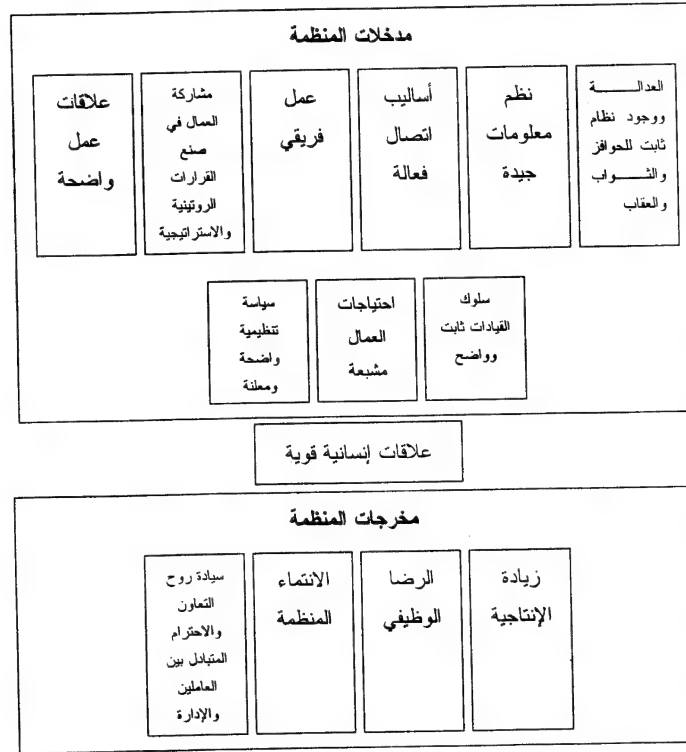 مدخلات المنظمة
العدالـــــــة
ووجود نظام
ثابت للحوافز
والثـــــواب
والعقاب
نظم
معلومات
جيدة
أساليب
اتصال
فعالة
عمل
فريقي
مشاركة
العمال في
صنع
القرارات
الروتينية
والاستراتيجية
علاقات
عمل
واضحة
سلوك
القيادات ثابت
وواضح
احتياجات
العمال
مشبعة
سياسة
تنظيمية
واضحة
ومعلنة
علاقات إنسانية قوية
مخرجات المنظمة
زيادة
الإنتاجية
الرضا
الوظيفي
الانتماء
المنظمة
سيادة روح
التعاون
والاحترام
المتبادل بين
العاملين
والإدارة